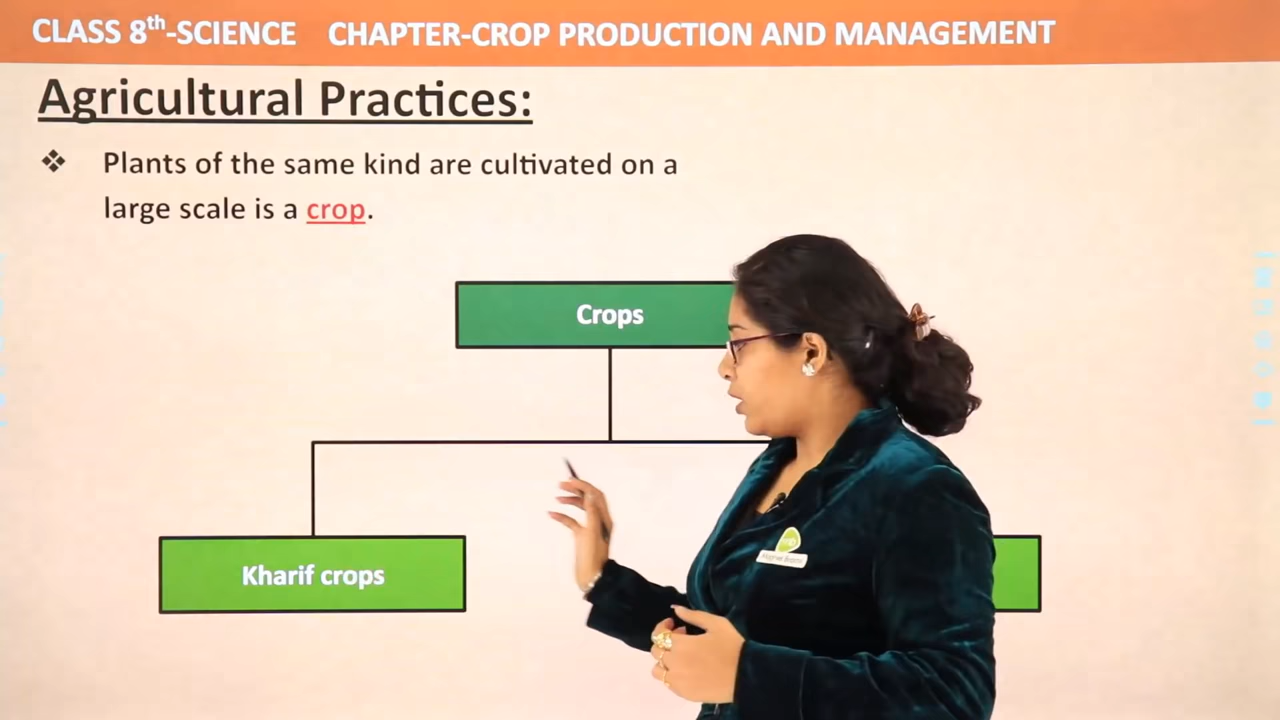 CLASS 8th-SCIENCE CHAPTER-CROP PRODUCTION AND MANAGEMENT
Agricultural Practices:
❖ Plants of the same kind are cultivated on a
large scale is a crop.
Crops
Kharif crops